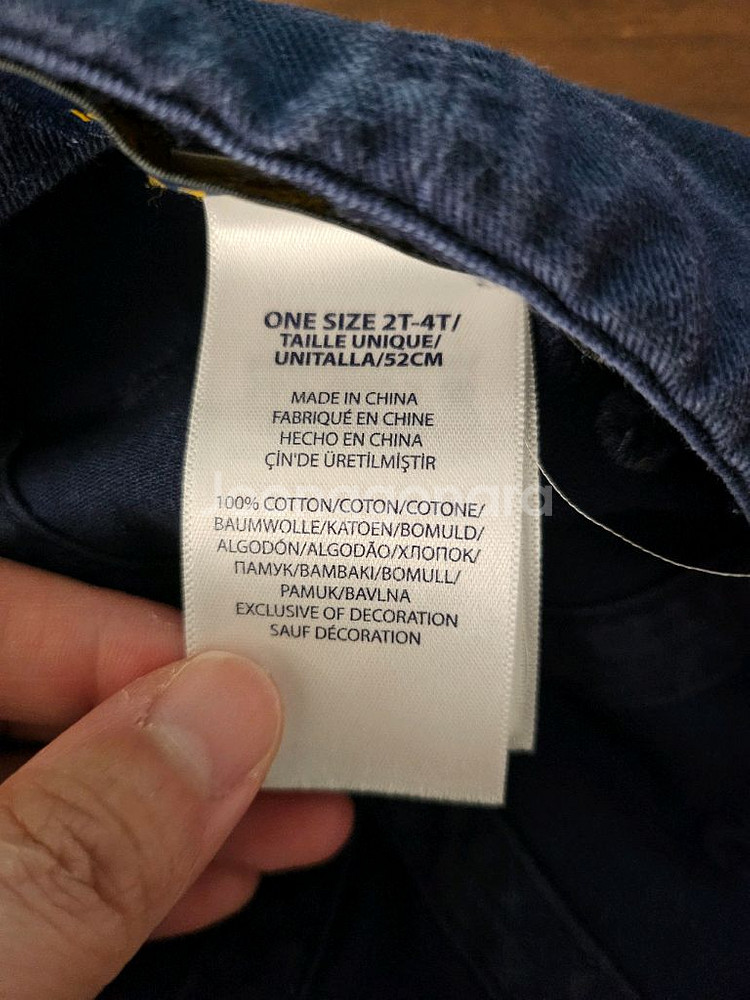 ONE SIZE 2T-4T/
TAILLE UNIQUE/
UNITALLA/52CM
MADE IN CHINA
FABRIQUÉ EN CHINE
HECHO EN CHINA
ÇİN'DE ÜRETİLMİŞTİR
100% COTTON/COTON/COTONE/
BAUMWOLLE/KATOEN/BOMULD/
ALGODÓN/ALGODÃO/ХЛОПОК/
ПАМУК/BAMBAKI/BOMULL/
PAMUK/BAVLNA
EXCLUSIVE OF DECORATION
SAUF DÉCORATION